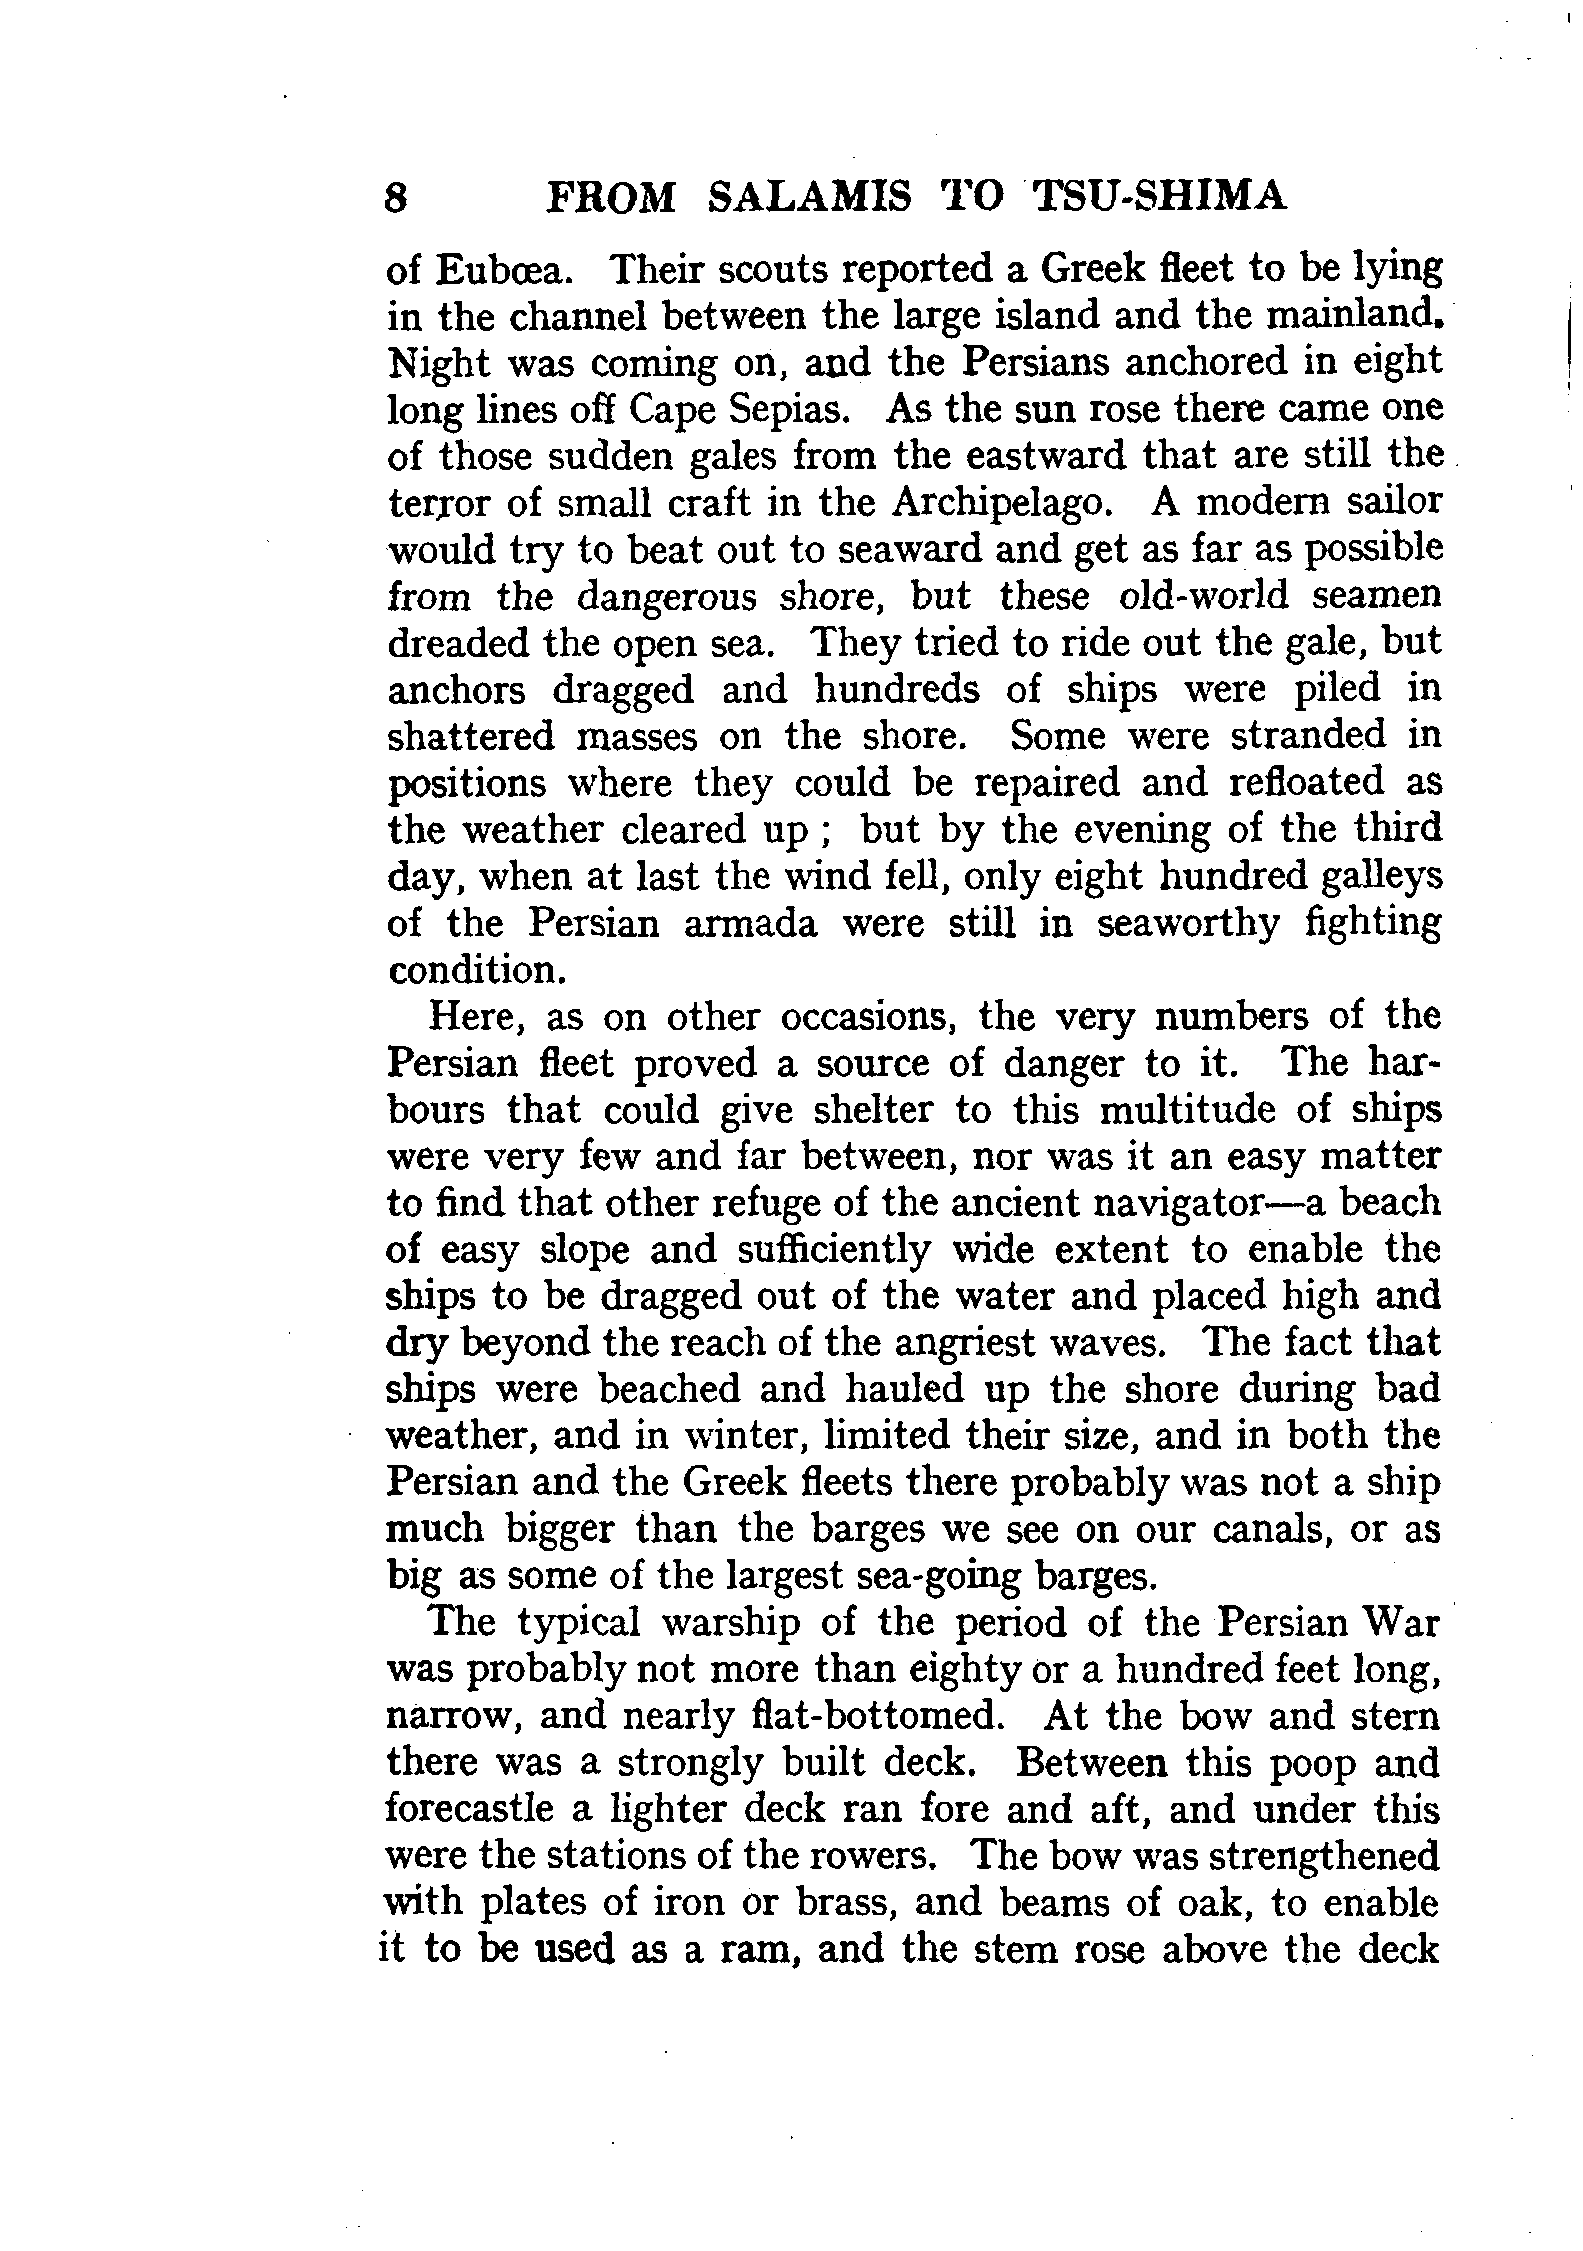 8 FROM SALAMIS TO TSU-SHIMA
of Eubœa. Their scouts reported a Greek fleet to be lying
in the channel between the large island and the mainland.
Night was coming on, and the Persians anchored in eight
long lines off Cape Sepias. As the sun rose there came one
of those sudden gales from the eastward that are still the
terror of small craft in the Archipelago. A modern sailor
would try to beat out to seaward and get as far as possible
from the dangerous shore, but these old-world seamen
dreaded the open sea. They tried to ride out the gale, but
anchors dragged and hundreds of ships were piled in
shattered masses on the shore. Some were stranded in
positions where they could be repaired and refloated as
the weather cleared up ; but by the evening of the third
day, when at last the wind fell, only eight hundred galleys
of the Persian armada were still in seaworthy fighting
condition.
Here, as on other occasions, the very numbers of the
Persian fleet proved a source of danger to it. The har-
bours that could give shelter to this multitude of ships
were very few and far between, nor was it an easy matter
to find that other refuge of the ancient navigator—a beach
of easy slope and sufficiently wide extent to enable the
ships to be dragged out of the water and placed high and
dry beyond the reach of the angriest waves. The fact that
ships were beached and hauled up the shore during bad
weather, and in winter, limited their size, and in both the
Persian and the Greek fleets there probably was not a ship
much bigger than the barges we see on our canals, or as
big as some of the largest sea-going barges.
The typical warship of the period of the Persian War
was probably not more than eighty or a hundred feet long,
narrow, and nearly flat-bottomed. At the bow and stern
there was a strongly built deck. Between this poop and
forecastle a lighter deck ran fore and aft, and under this
were the stations of the rowers. The bow was strengthened
with plates of iron or brass, and beams of oak, to enable
it to be used as a ram, and the stem rose above the deck